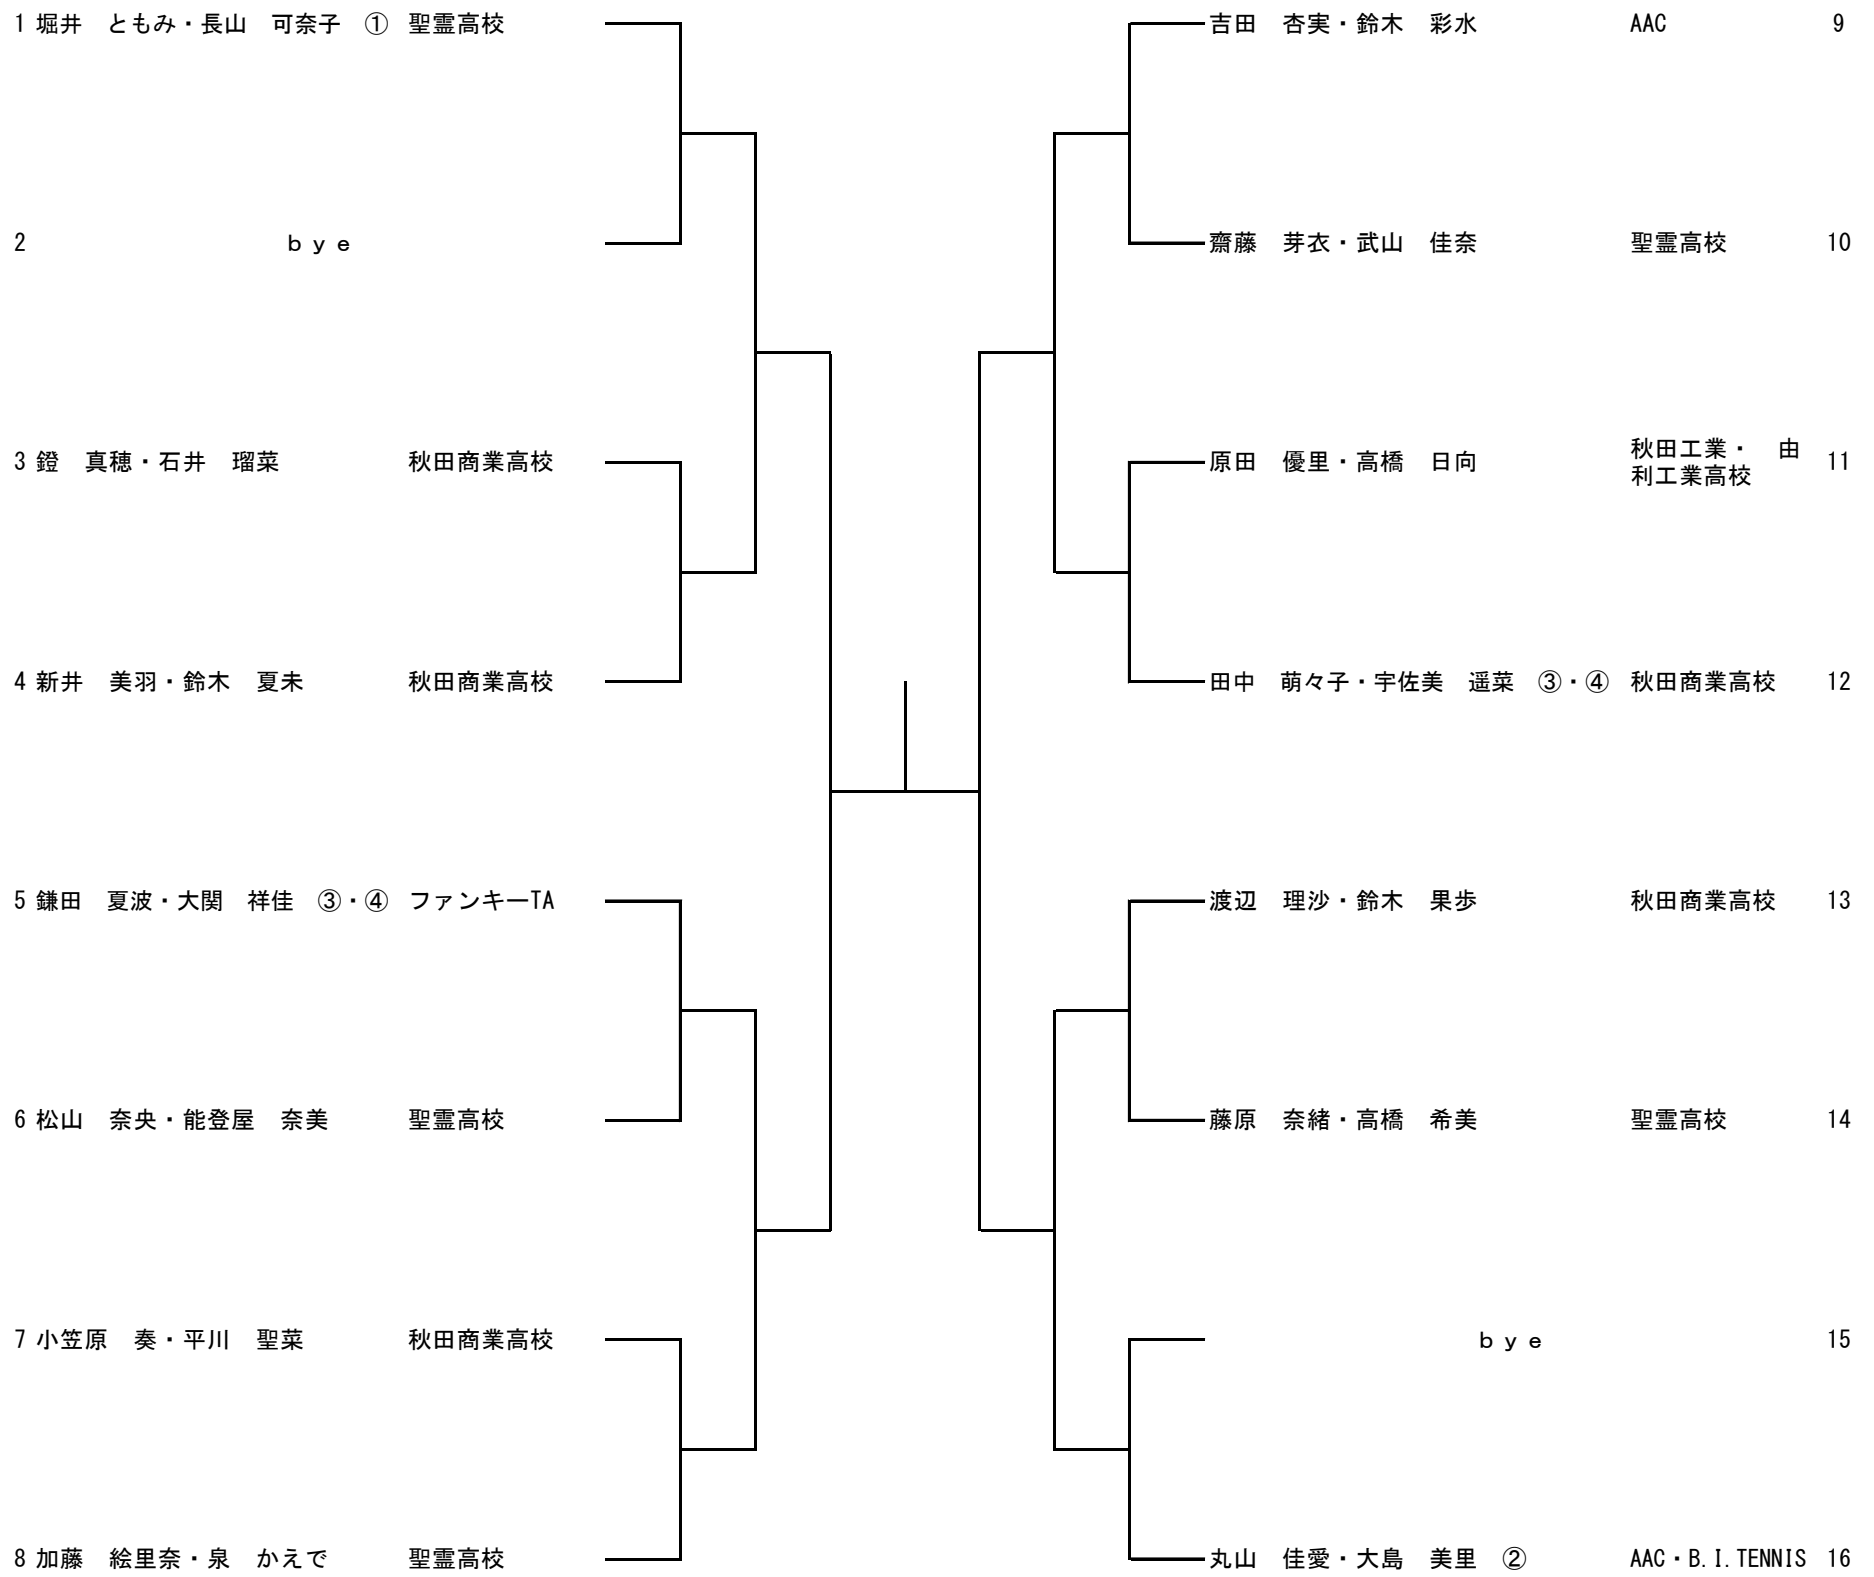 1 堀井　ともみ・長山　可奈子　① 聖霊高校
2 ｂｙｅ
3 鐙　真穂・石井　瑠菜 秋田商業高校
4 新井　美羽・鈴木　夏未 秋田商業高校
5 鎌田　夏波・大関　祥佳　③・④ ファンキーTA
6 松山　奈央・能登屋　奈美 聖霊高校
7 小笠原　奏・平川　聖菜 秋田商業高校
8 加藤　絵里奈・泉　かえで 聖霊高校
吉田　杏実・鈴木　彩水 AAC 9
齋藤　芽衣・武山　佳奈 聖霊高校 10
原田　優里・高橋　日向 秋田工業・　由
利工業高校 11
田中　萌々子・宇佐美　遥菜　③・④ 秋田商業高校 12
渡辺　理沙・鈴木　果歩 秋田商業高校 13
藤原　奈緒・高橋　希美 聖霊高校 14
ｂｙｅ 15
丸山　佳愛・大島　美里　② AAC・B.I.TENNIS 16